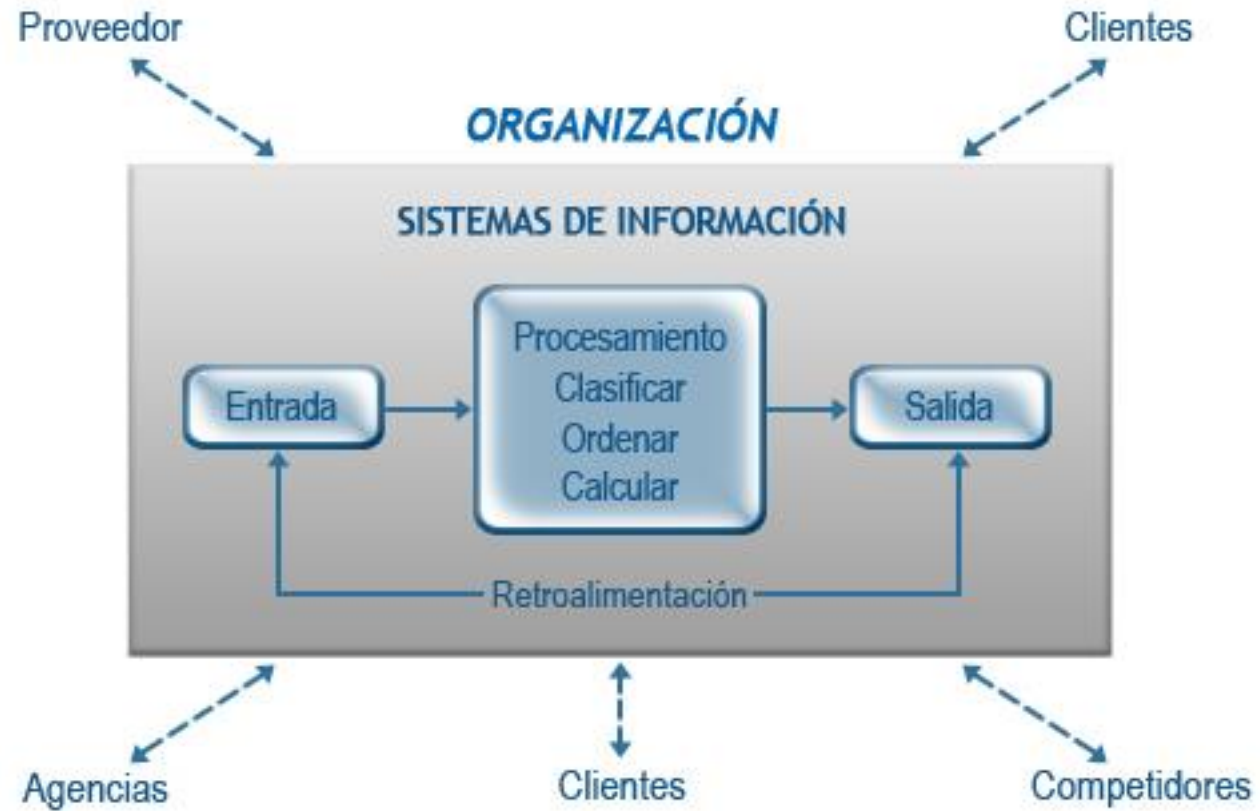 Proveedor
Clientes
ORGANIZACIÓN
SISTEMAS DE INFORMACIÓN
Procesamiento
Clasificar
Ordenar
Calcular
Entrada
Salida
Retroalimentación
Agencias
Clientes
Competidores